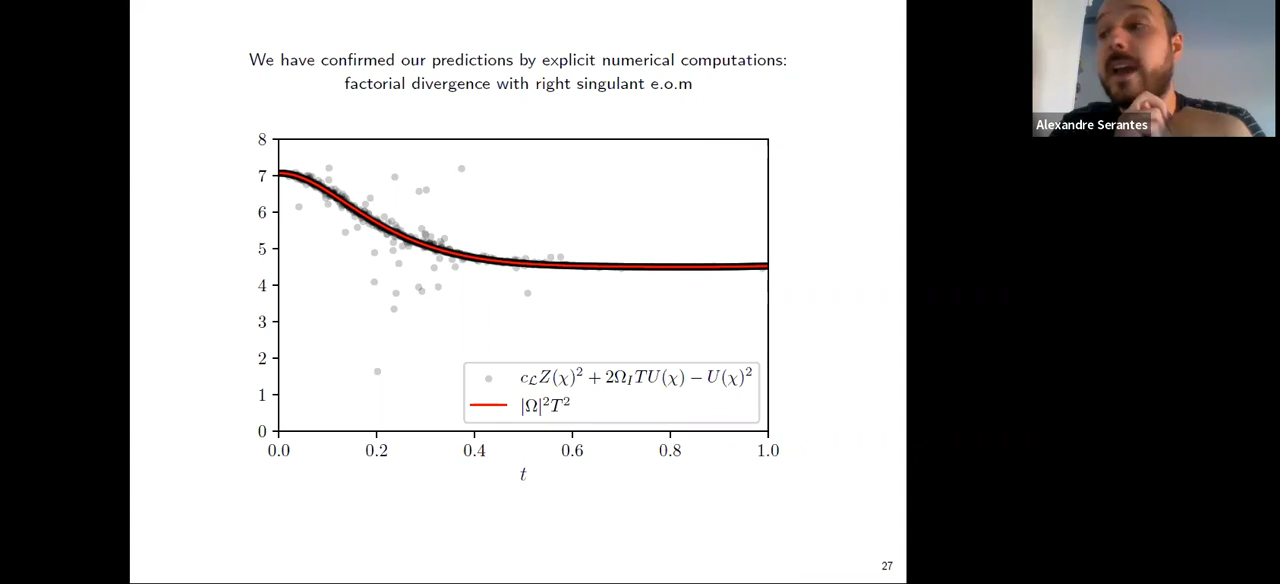 We have confirmed our predictions by explicit numerical computations:
factorial divergence with right singulant e.o.m
Alexandre Serantes
8
7
6
5
4
3
2
1
0
c_ℒ Z(χ)² + 2Ω_I T U(χ) − U(χ)²
|Ω|²T²
0.0 0.2 0.4 0.6 0.8 1.0
t
27